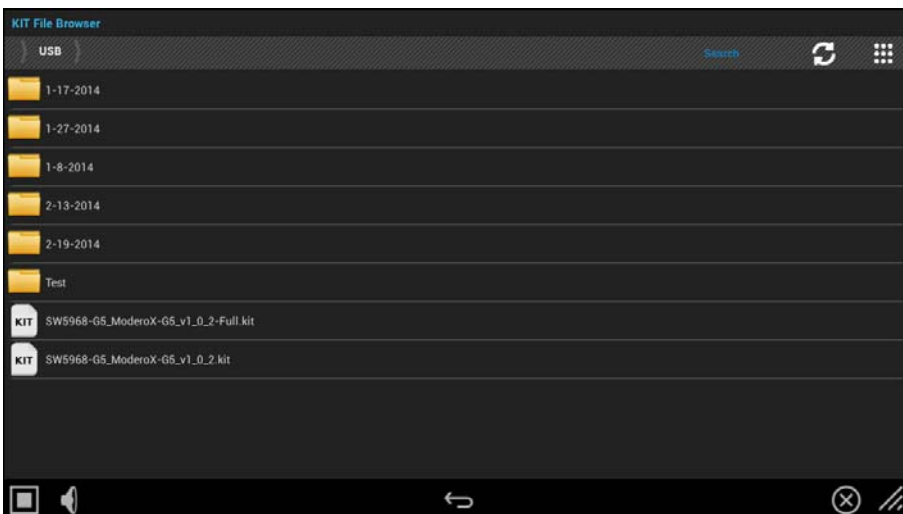 KIT File Browser
USB
Search
1-17-2014
1-27-2014
1-8-2014
2-13-2014
2-19-2014
Test
KIT SW5968-G5_ModeroX-G5_v1_0_2-Full.kit
KIT SW5968-G5_ModeroX-G5_v1_0_2.kit